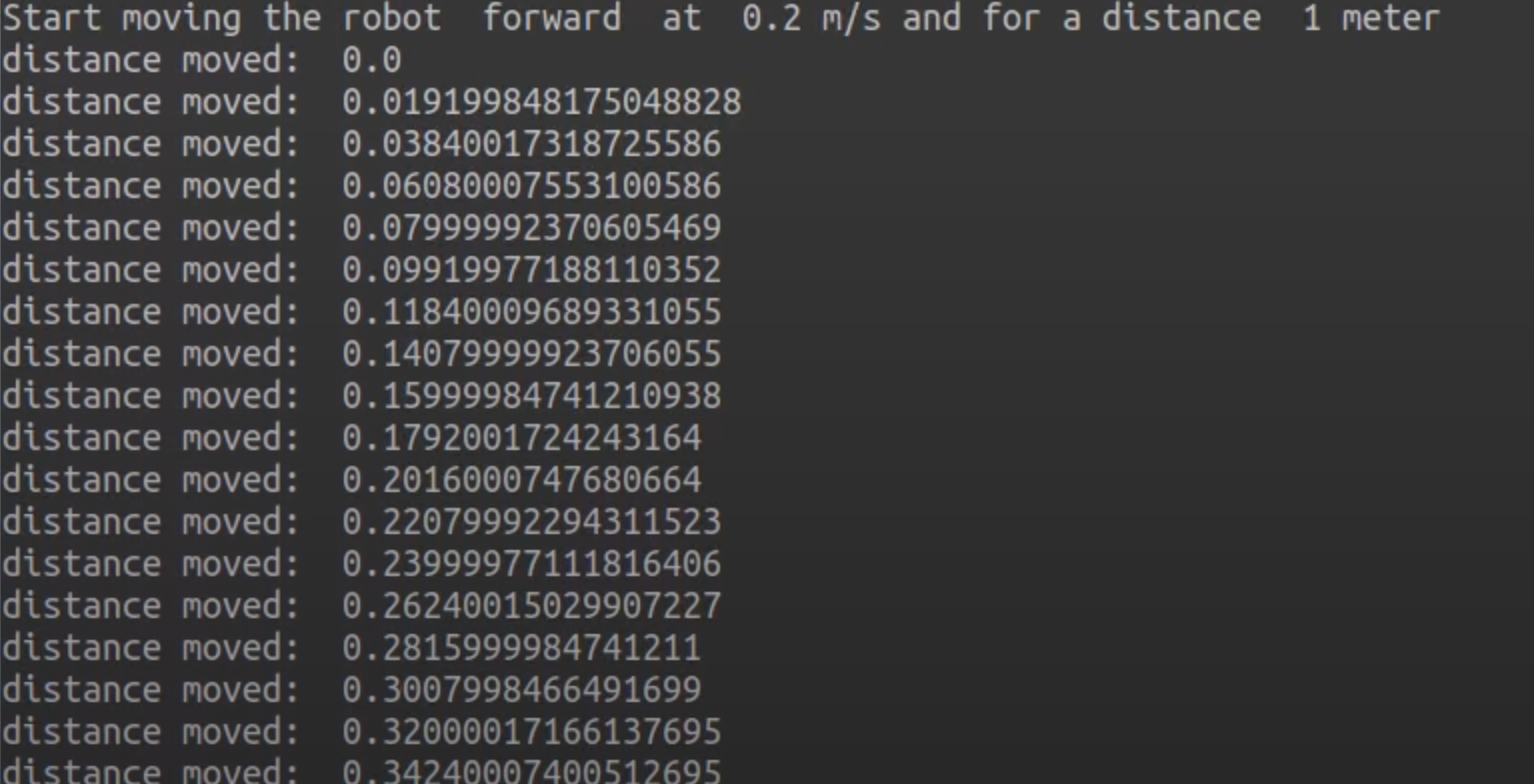 Start moving the robot  forward  at  0.2 m/s and for a distance  1 meter
distance moved:  0.0
distance moved:  0.019199848175048828
distance moved:  0.03840017318725586
distance moved:  0.06080007553100586
distance moved:  0.07999992370605469
distance moved:  0.09919977188110352
distance moved:  0.11840009689331055
distance moved:  0.14079999923706055
distance moved:  0.15999984741210938
distance moved:  0.1792001724243164
distance moved:  0.2016000747680664
distance moved:  0.22079992294311523
distance moved:  0.23999977111816406
distance moved:  0.26240015029907227
distance moved:  0.2815999984741211
distance moved:  0.3007998466491699
distance moved:  0.32000017166137695
distance moved:  0.34240007400512695